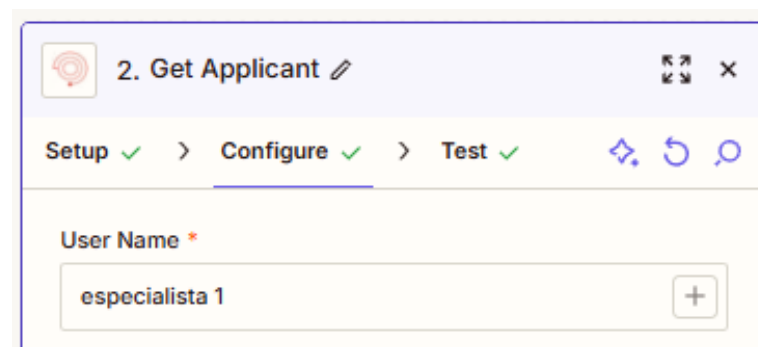 2. Get Applicant
Setup > Configure > Test
User Name *
especialista 1